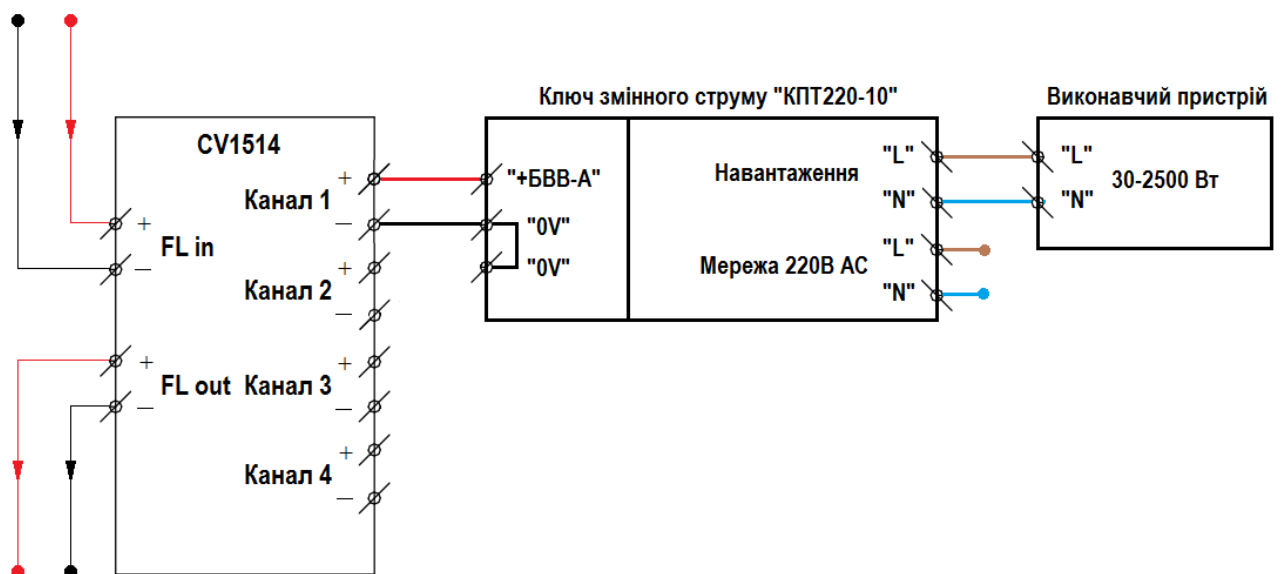 Ключ змінного струму "КПТ220-10"
Виконавчий пристрій
CV1514
Канал 1
+
−
FL in
+
−
Канал 2
+
−
FL out
+
−
Канал 3
+
−
Канал 4
+
−
"+БВВ-А"
"0V"
"0V"
Навантаження
"L"
"N"
Мережа 220В АС
"L"
"N"
"L"
"N"
30-2500 Вт